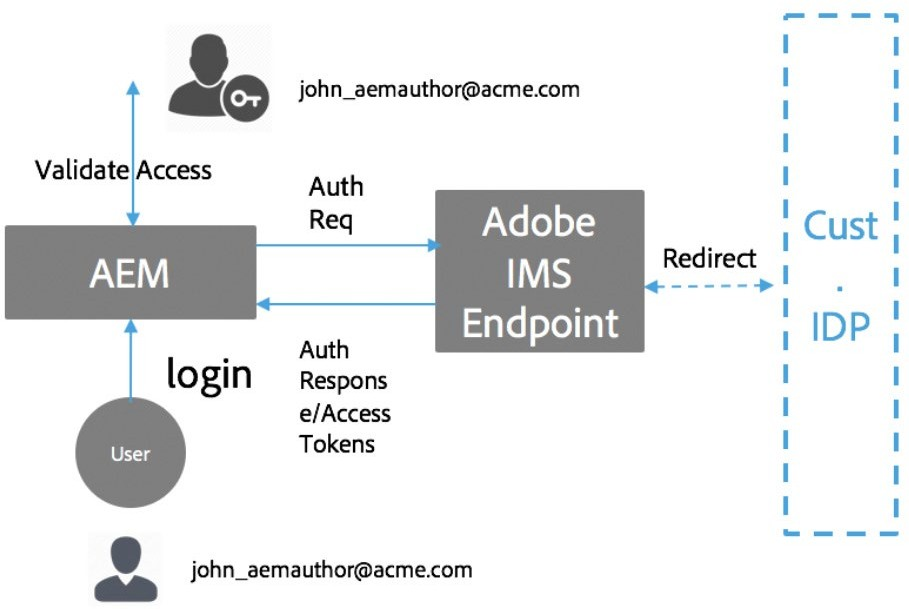 john_aemauthor@acme.com
Validate Access
Auth
Req
AEM
Adobe
IMS
Endpoint
Redirect
Cust
.
IDP
login
Auth
Respons
e/Access
Tokens
User
john_aemauthor@acme.com